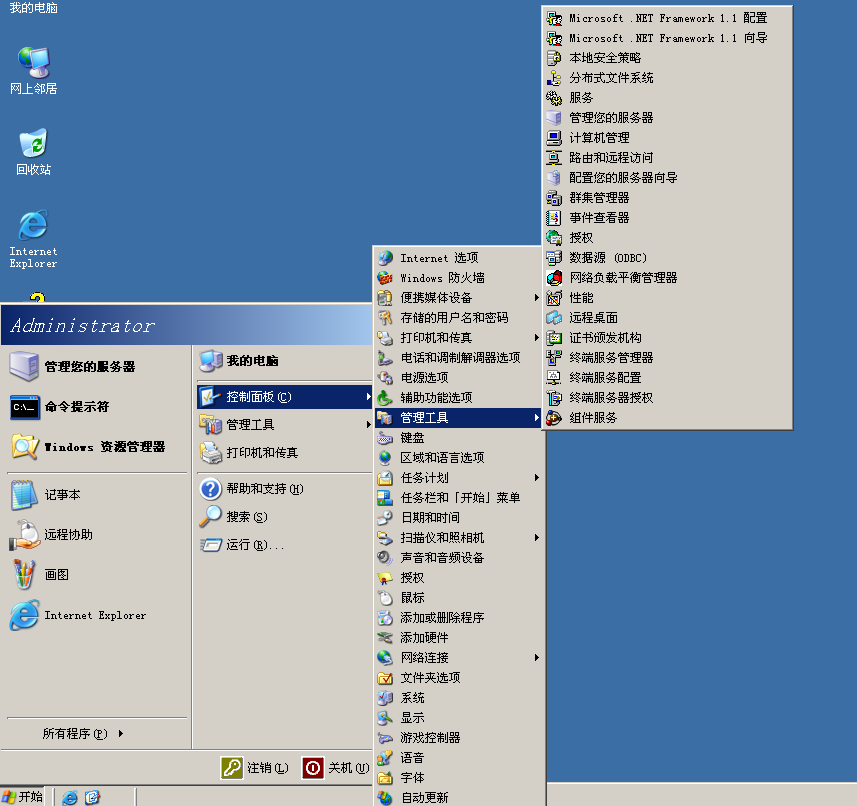 我的电脑
网上邻居
回收站
Internet
Explorer
Administrator
管理您的服务器
命令提示符
C:\_
Windows 资源管理器
记事本
远程协助
画图
Internet Explorer
所有程序(P)
我的电脑
控制面板(C)
管理工具
打印机和传真
帮助和支持(H)
搜索(S)
运行(R)...
注销(L)
关机(U)
开始
Internet 选项
Windows 防火墙
便携媒体设备
存储的用户名和密码
打印机和传真
电话和调制解调器选项
电源选项
辅助功能选项
管理工具
键盘
区域和语言选项
任务计划
任务栏和「开始」菜单
日期和时间
扫描仪和照相机
声音和音频设备
授权
鼠标
添加或删除程序
添加硬件
网络连接
文件夹选项
系统
显示
游戏控制器
语音
字体
自动更新
Microsoft .NET Framework 1.1 配置
Microsoft .NET Framework 1.1 向导
本地安全策略
分布式文件系统
服务
管理您的服务器
计算机管理
路由和远程访问
配置您的服务器向导
群集管理器
事件查看器
授权
数据源 (ODBC)
网络负载平衡管理器
性能
远程桌面
证书颁发机构
终端服务管理器
终端服务配置
终端服务器授权
组件服务